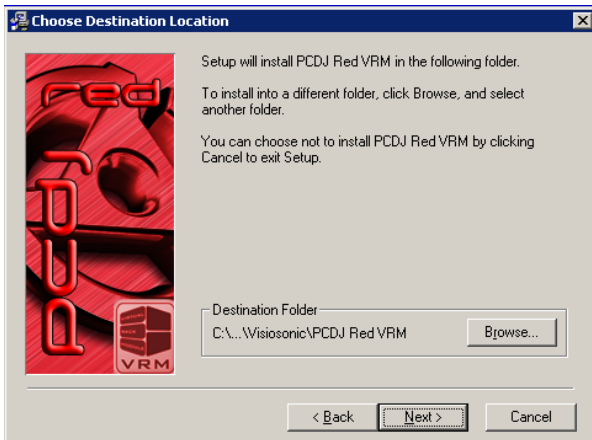 Choose Destination Location
red
pcdj
VRM
Setup will install PCDJ Red VRM in the following folder.
To install into a different folder, click Browse, and select
another folder.
You can choose not to install PCDJ Red VRM by clicking
Cancel to exit Setup.
Destination Folder
C:\...\Visiosonic\PCDJ Red VRM
Browse...
< Back
Next >
Cancel